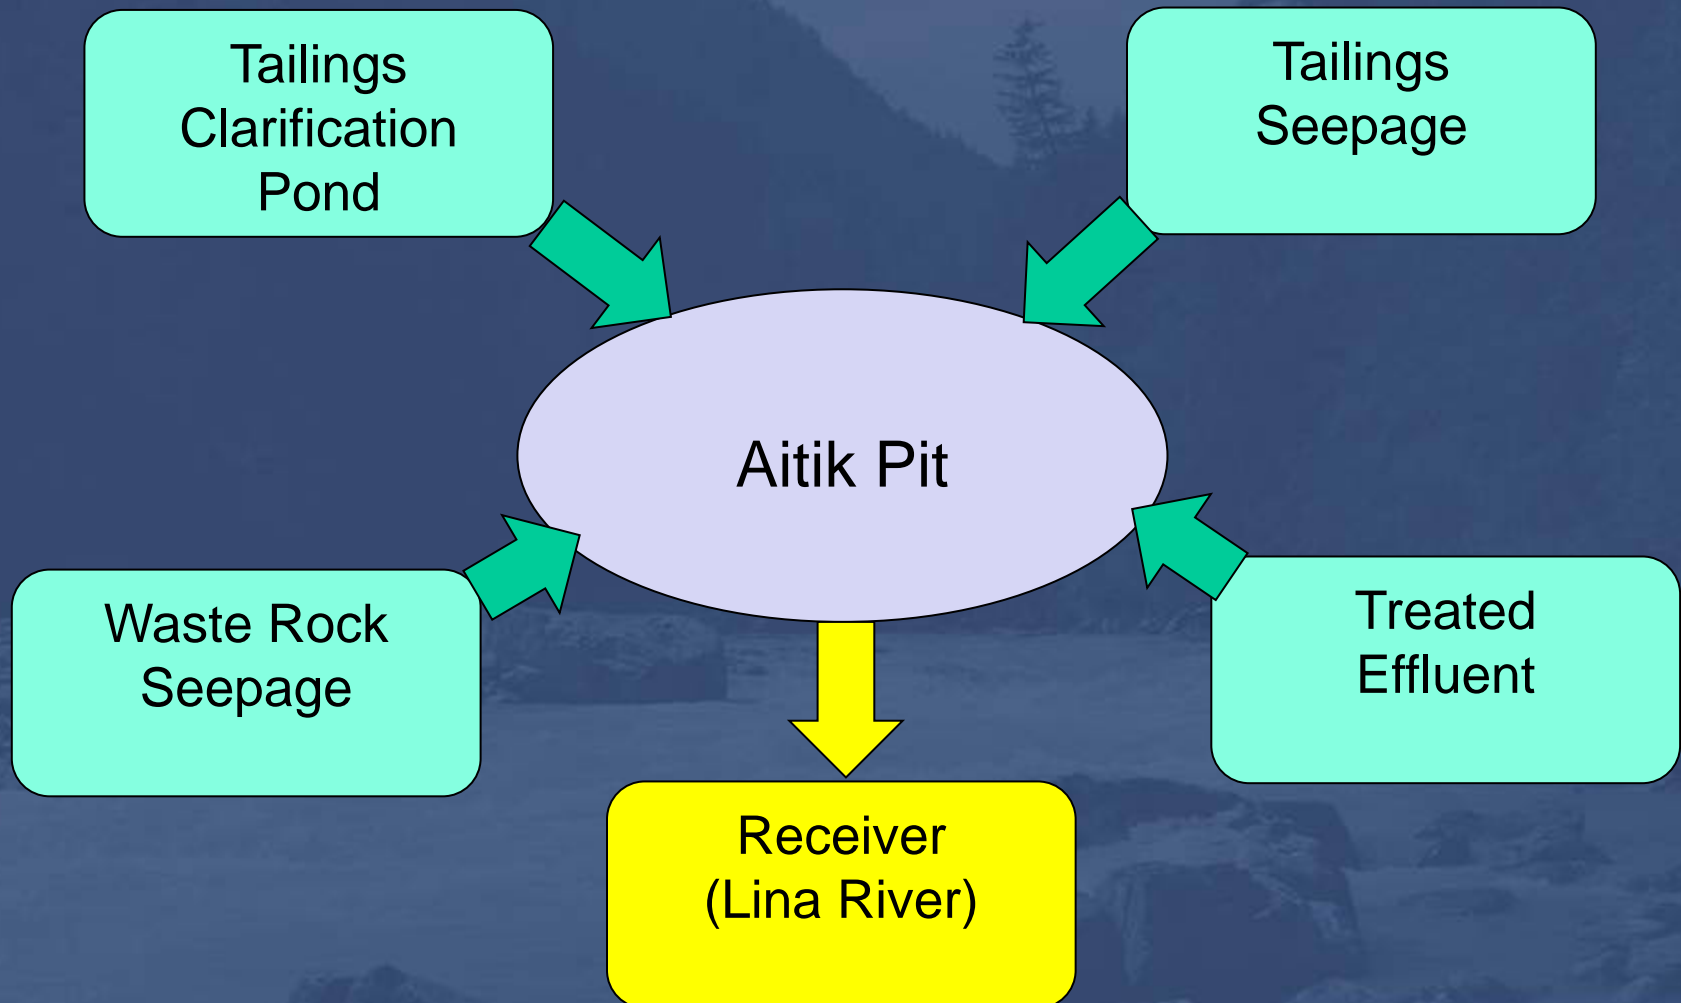 Tailings
Clarification
Pond
Tailings
Seepage
Aitik Pit
Waste Rock
Seepage
Treated
Effluent
Receiver
(Lina River)